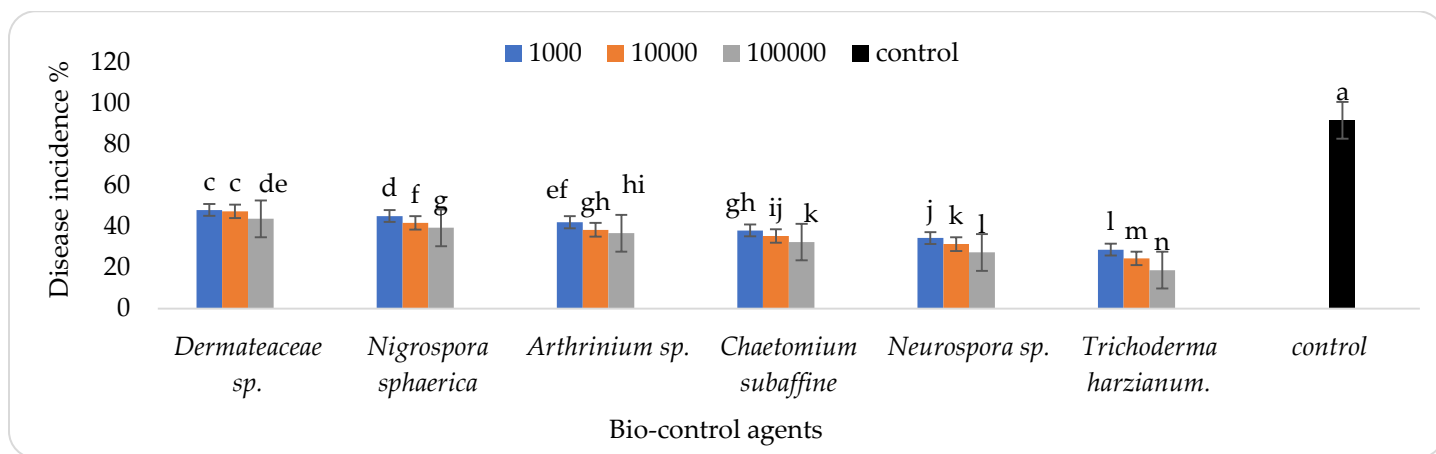 1000 10000 100000 control
Disease incidence %
120
100
80
60
40
20
0
c c de d f g ef gh hi gh ij k j k l l m n a
Dermateaceae sp.
Nigrospora sphaerica
Arthrinium sp.
Chaetomium subaffine
Neurospora sp.
Trichoderma harzianum.
control
Bio-control agents